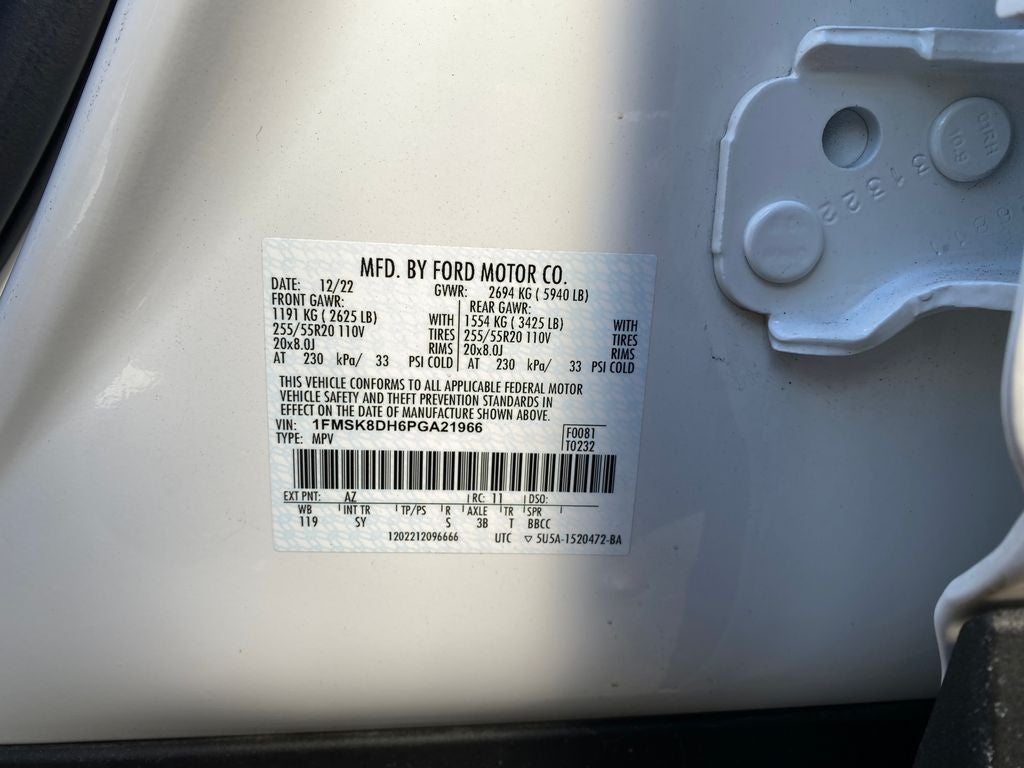 MFD. BY FORD MOTOR CO.
DATE: 12/22 GVWR: 2694 KG ( 5940 LB)
FRONT GAWR: REAR GAWR:
1191 KG ( 2625 LB) WITH 1554 KG ( 3425 LB) WITH
255/55R20 110V TIRES 255/55R20 110V TIRES
20x8.0J RIMS 20x8.0J RIMS
AT 230 kPa/ 33 PSI COLD AT 230 kPa/ 33 PSI COLD
THIS VEHICLE CONFORMS TO ALL APPLICABLE FEDERAL MOTOR
VEHICLE SAFETY AND THEFT PREVENTION STANDARDS IN
EFFECT ON THE DATE OF MANUFACTURE SHOWN ABOVE.
VIN: 1FMSK8DH6PGA21966 F0081
TYPE: MPV T0232
EXT PNT: AZ RC: 11 DSO:
WB INT TR TP/PS R AXLE TR SPR
119 SY S 3B T BBCC
1202212096666 UTC ▽ 5U5A-1520472-BA
31322